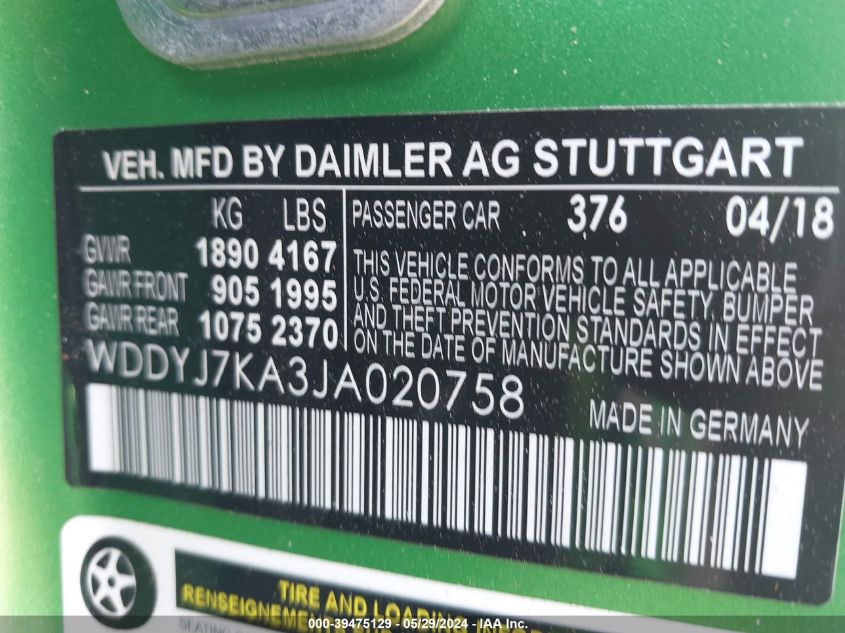 VEH. MFD BY DAIMLER AG STUTTGART
KG LBS
GVWR 1890 4167
GAWR FRONT 905 1995
GAWR REAR 1075 2370
PASSENGER CAR 376 04/18
THIS VEHICLE CONFORMS TO ALL APPLICABLE
U.S. FEDERAL MOTOR VEHICLE SAFETY, BUMPER
AND THEFT PREVENTION STANDARDS IN EFFECT
ON THE DATE OF MANUFACTURE SHOWN ABOVE
WDDYJ7KA3JA020758
MADE IN GERMANY
TIRE AND LOADING
RENSEIGNEMENTS
SEATING
000-39475129 - 05/29/2024 - IAA Inc.